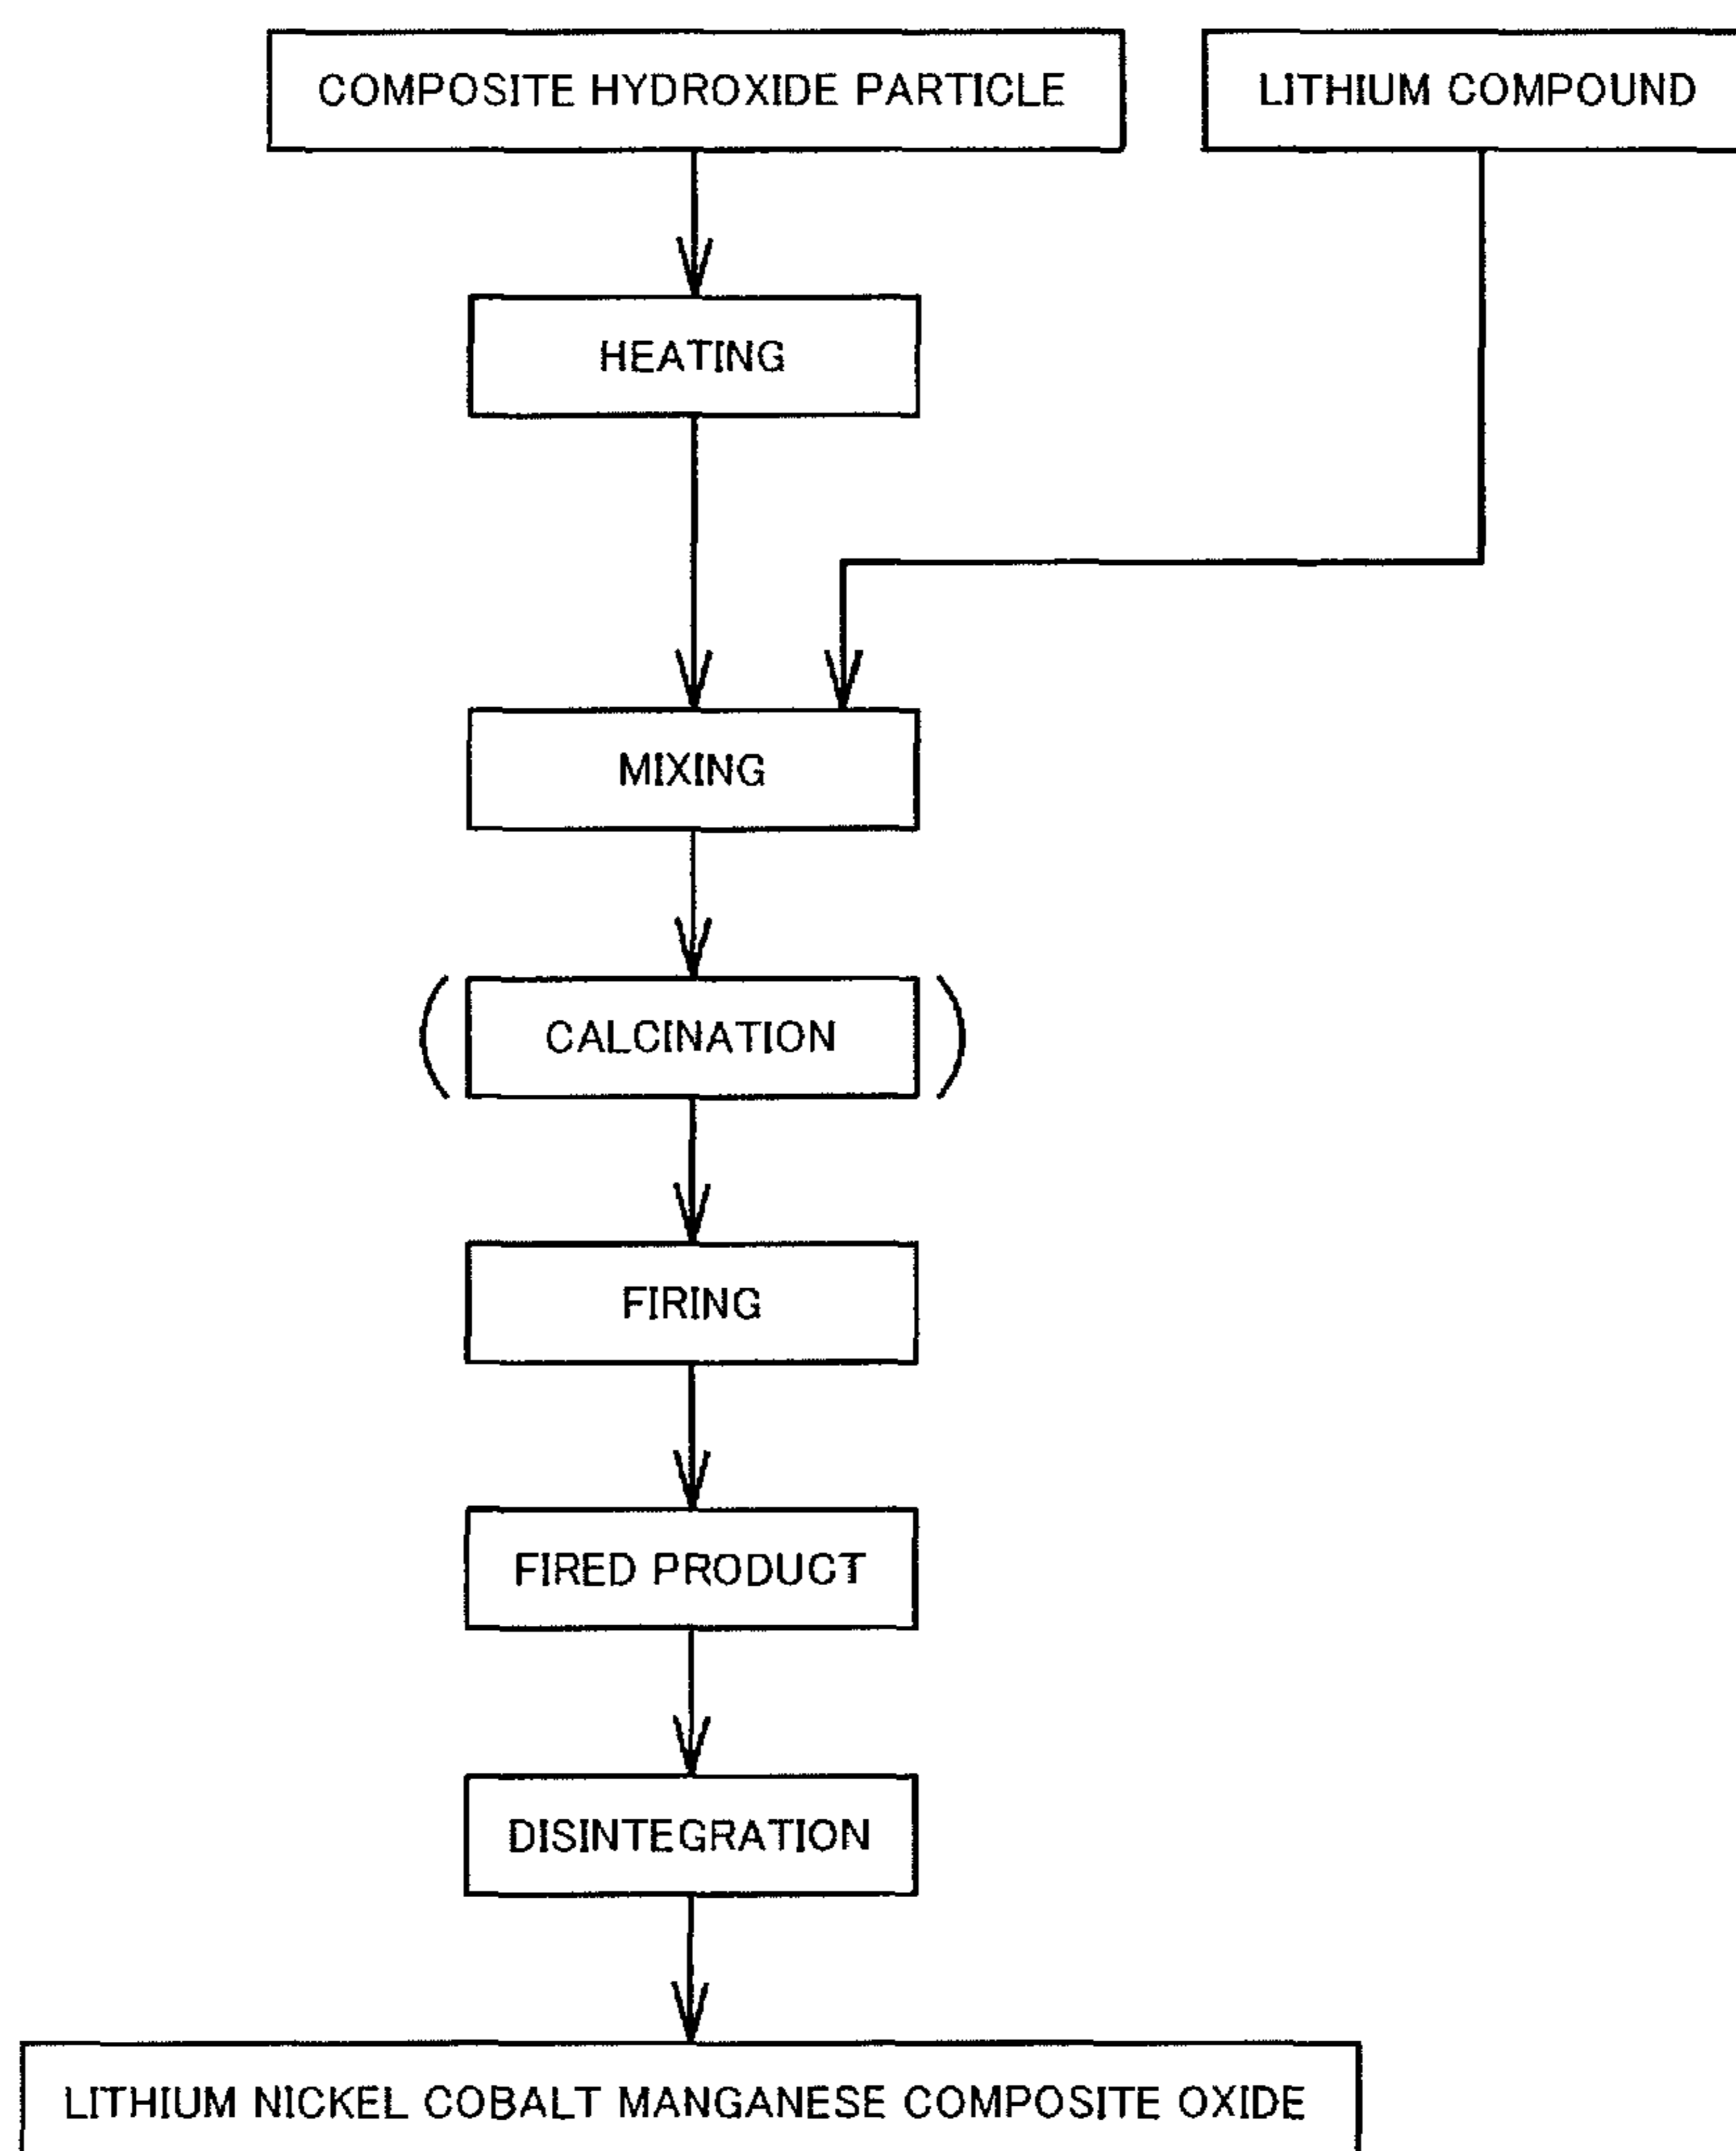 COMPOSITE HYDROXIDE PARTICLE
LITHIUM COMPOUND
HEATING
MIXING
( CALCINATION )
FIRING
FIRED PRODUCT
DISINTEGRATION
LITHIUM NICKEL COBALT MANGANESE COMPOSITE OXIDE